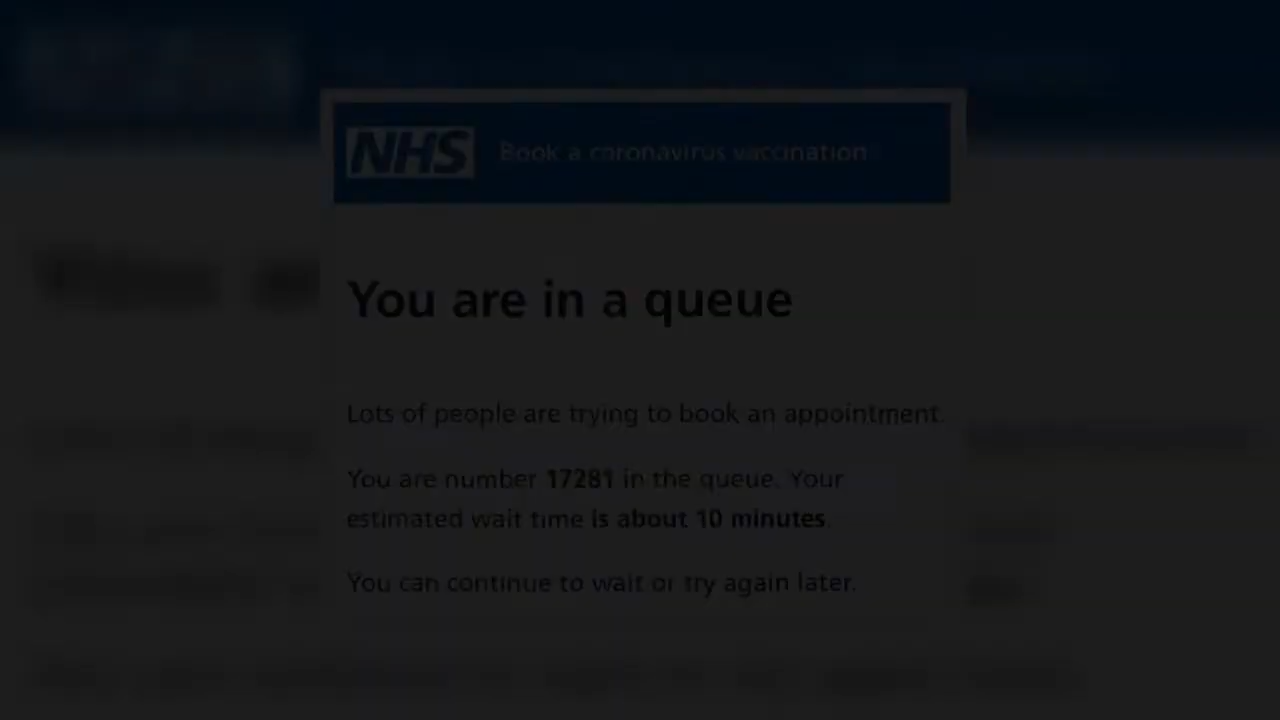 NHS Book a coronavirus vaccination
You are in a queue
Lots of people are trying to book an appointment.
You are number 17281 in the queue. Your
estimated wait time is about 10 minutes.
You can continue to wait or try again later.